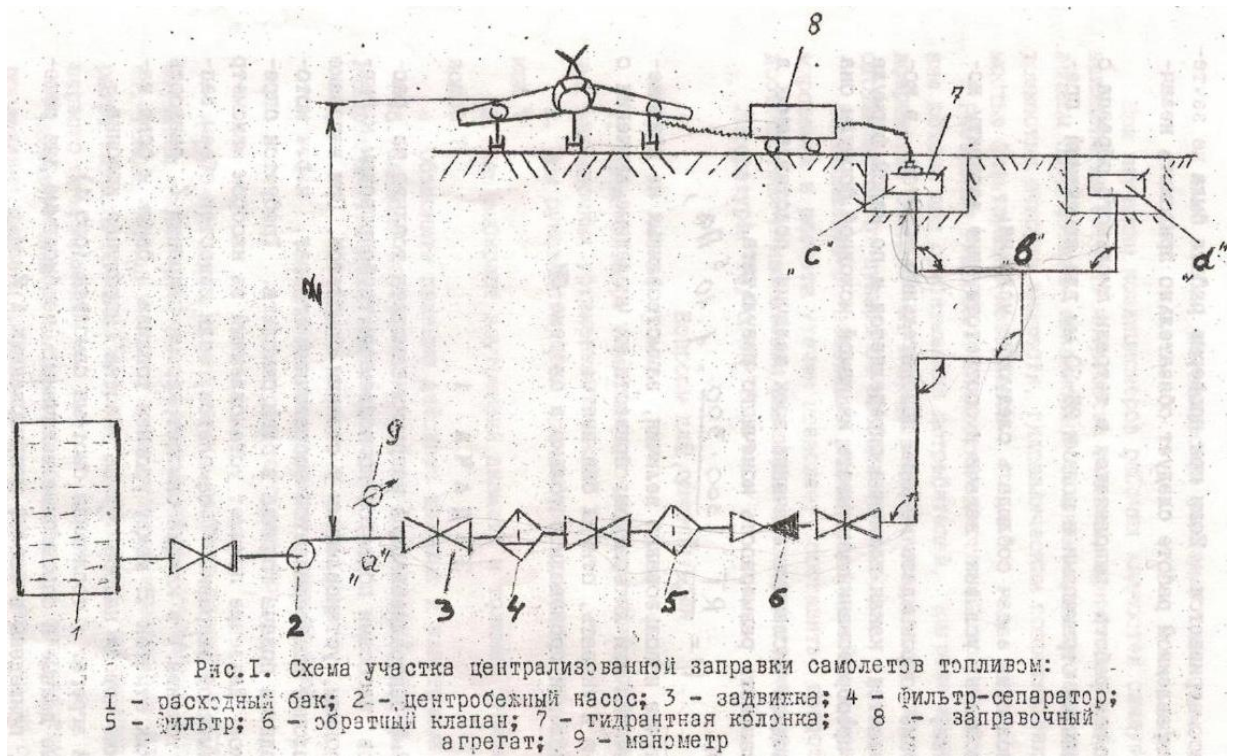 8
7
z
„c“
„в“
„d“
9
„a“
1
2
3
4
5
6
Рис.I. Схема участка централизованной заправки самолетов топливом:
I - расходный бак; 2 - центробежный насос; 3 - задвижка; 4 - фильтр-сепаратор;
5 - фильтр; 6 - обратный клапан; 7 - гидрантная колонка; 8 - заправочный
агрегат; 9 - манометр